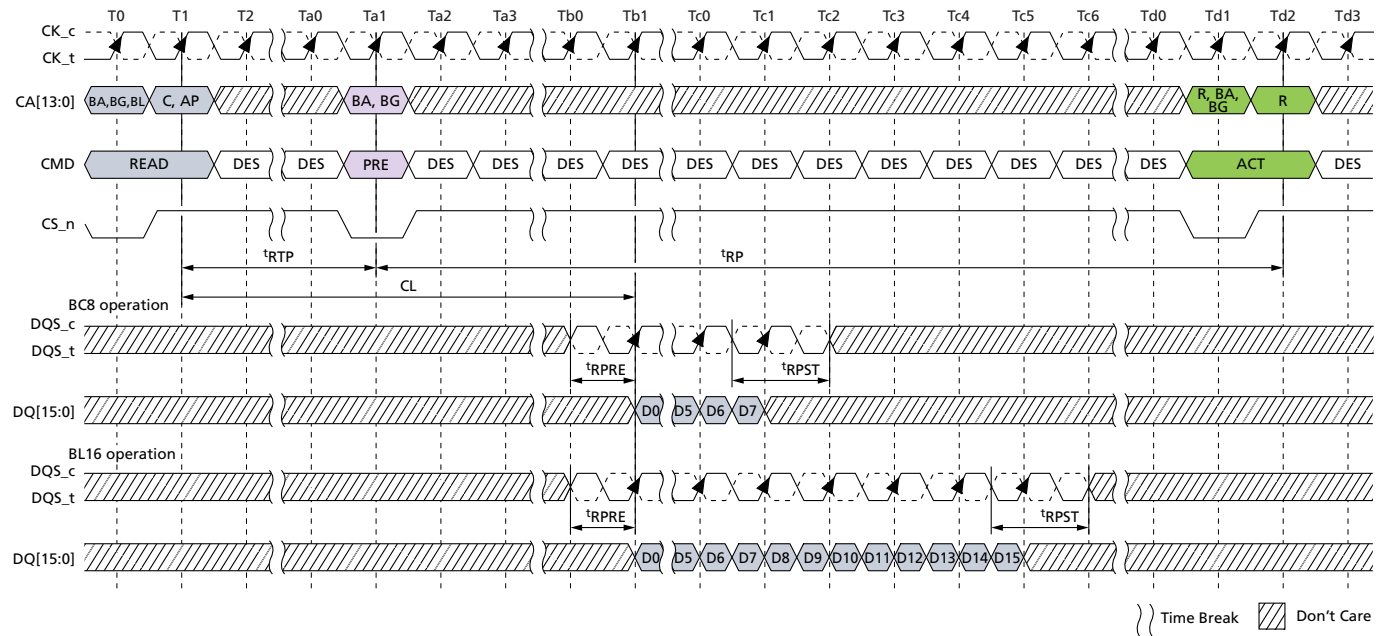 T0 T1 T2 Ta0 Ta1 Ta2 Ta3 Tb0 Tb1 Tc0 Tc1 Tc2 Tc3 Tc4 Tc5 Tc6 Td0 Td1 Td2 Td3
CK_c
CK_t
CA[13:0] BA,BG,BL C, AP BA, BG R, BA, BG R
CMD READ DES DES PRE DES DES DES DES DES DES DES DES DES DES DES DES ACT DES
CS_n
tRTP tRP
CL
BC8 operation
DQS_c
DQS_t
tRPRE tRPST
DQ[15:0] D0 D5 D6 D7
BL16 operation
DQS_c
DQS_t
tRPRE tRPST
DQ[15:0] D0 D5 D6 D7 D8 D9 D10 D11 D12 D13 D14 D15
Time Break Don't Care